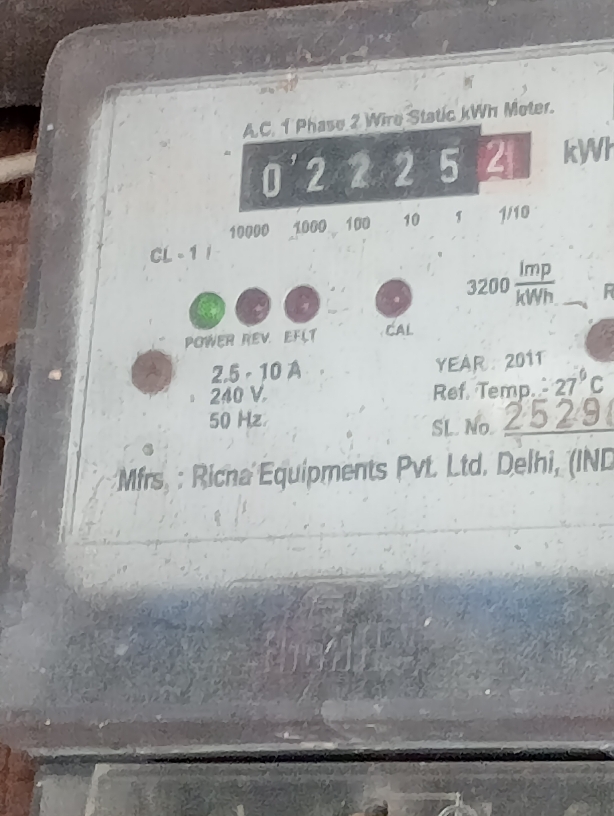 A.C. 1 Phase 2 Wire Static kWh Meter.
0 2 2 2 5 2 kWh
10000 1000 100 10 1 1/10
CL - 1
3200 Imp
kWh
POWER REV. EFLT CAL
2.5 - 10 A
240 V.
50 Hz.
YEAR : 2011
Ref. Temp. : 27°C
SL. No. 2529
Mfrs. : Ricna Equipments Pvt. Ltd. Delhi, (IND